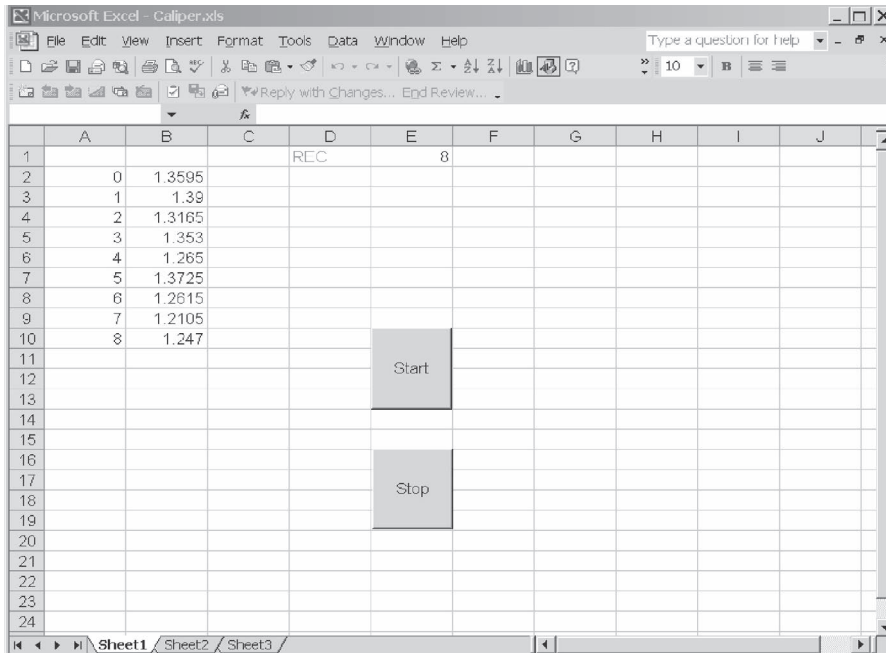 Microsoft Excel - Caliper.xls
File Edit View Insert Format Tools Data Window Help Type a question for help
10 B
Reply with Changes... End Review...
fx
A B C D E F G H I J
1 REC 8
2 0 1.3595
3 1 1.39
4 2 1.3165
5 3 1.353
6 4 1.265
7 5 1.3725
8 6 1.2615
9 7 1.2105
10 8 1.247
11
Start
12
13
14
15
16
17
Stop
18
19
20
21
22
23
24
Sheet1 Sheet2 Sheet3